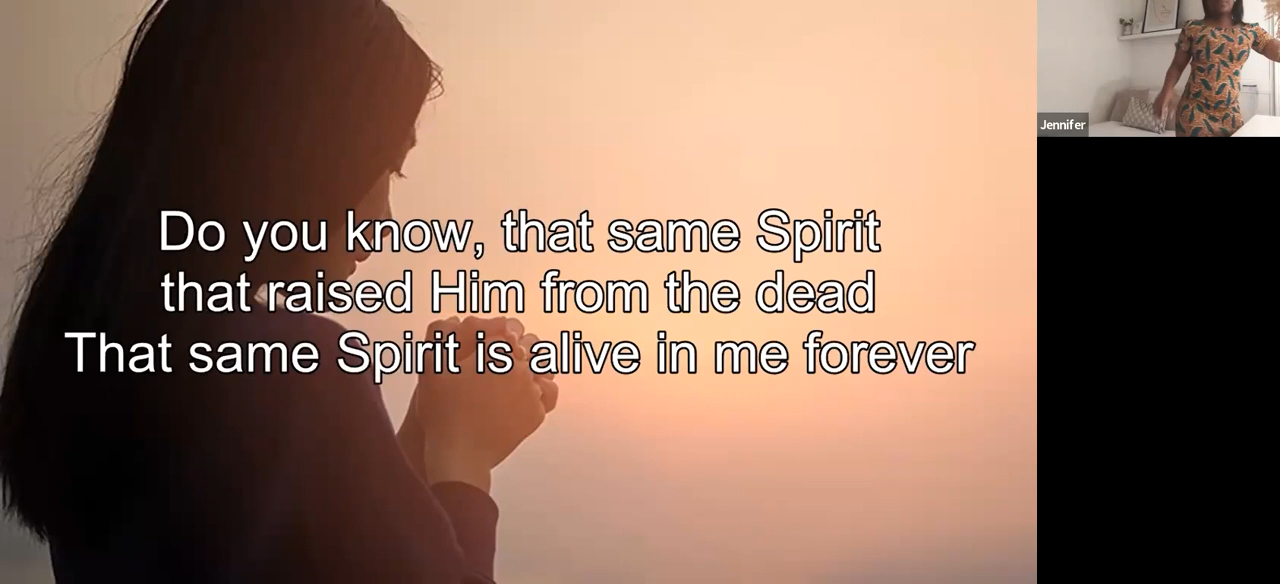 Do you know, that same Spirit
that raised Him from the dead
That same Spirit is alive in me forever
Jennifer